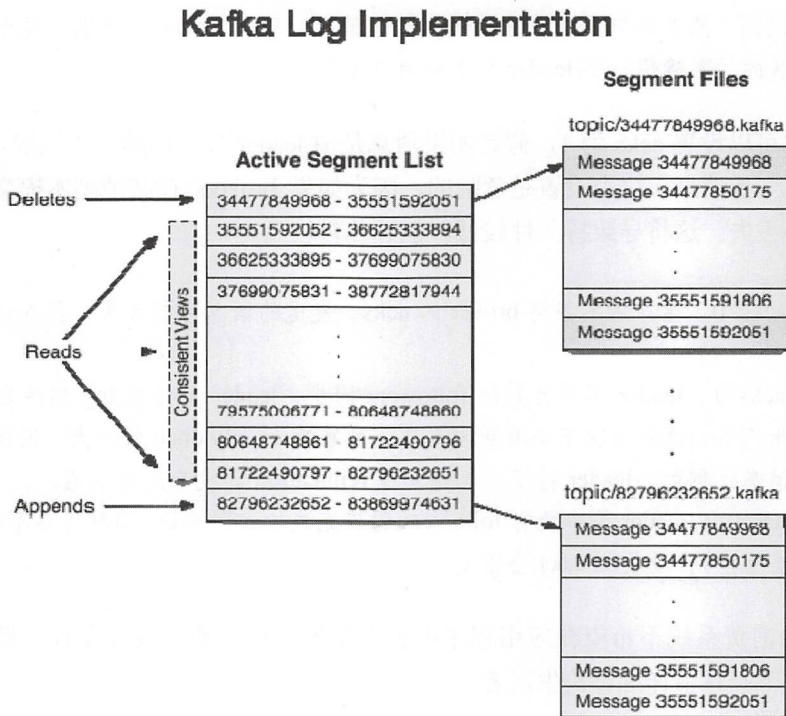 Kafka Log Implementation
Segment Files
topic/34477849968.kafka
Message 34477849968
Message 34477850175
.
.
.
Message 35551591806
Message 35551592051
.
.
.
topic/82796232652.kafka
Message 34477849968
Message 34477850175
.
.
.
Message 35551591806
Message 35551592051
Active Segment List
34477849968 - 35551592051
35551592052 - 36625333894
36625333895 - 37699075830
37699075831 - 38772817944
.
.
.
79575006771 - 80648748860
80648748861 - 81722490796
81722490797 - 82796232651
82796232652 - 83869974631
Deletes
Reads
Appends
Consistent Views